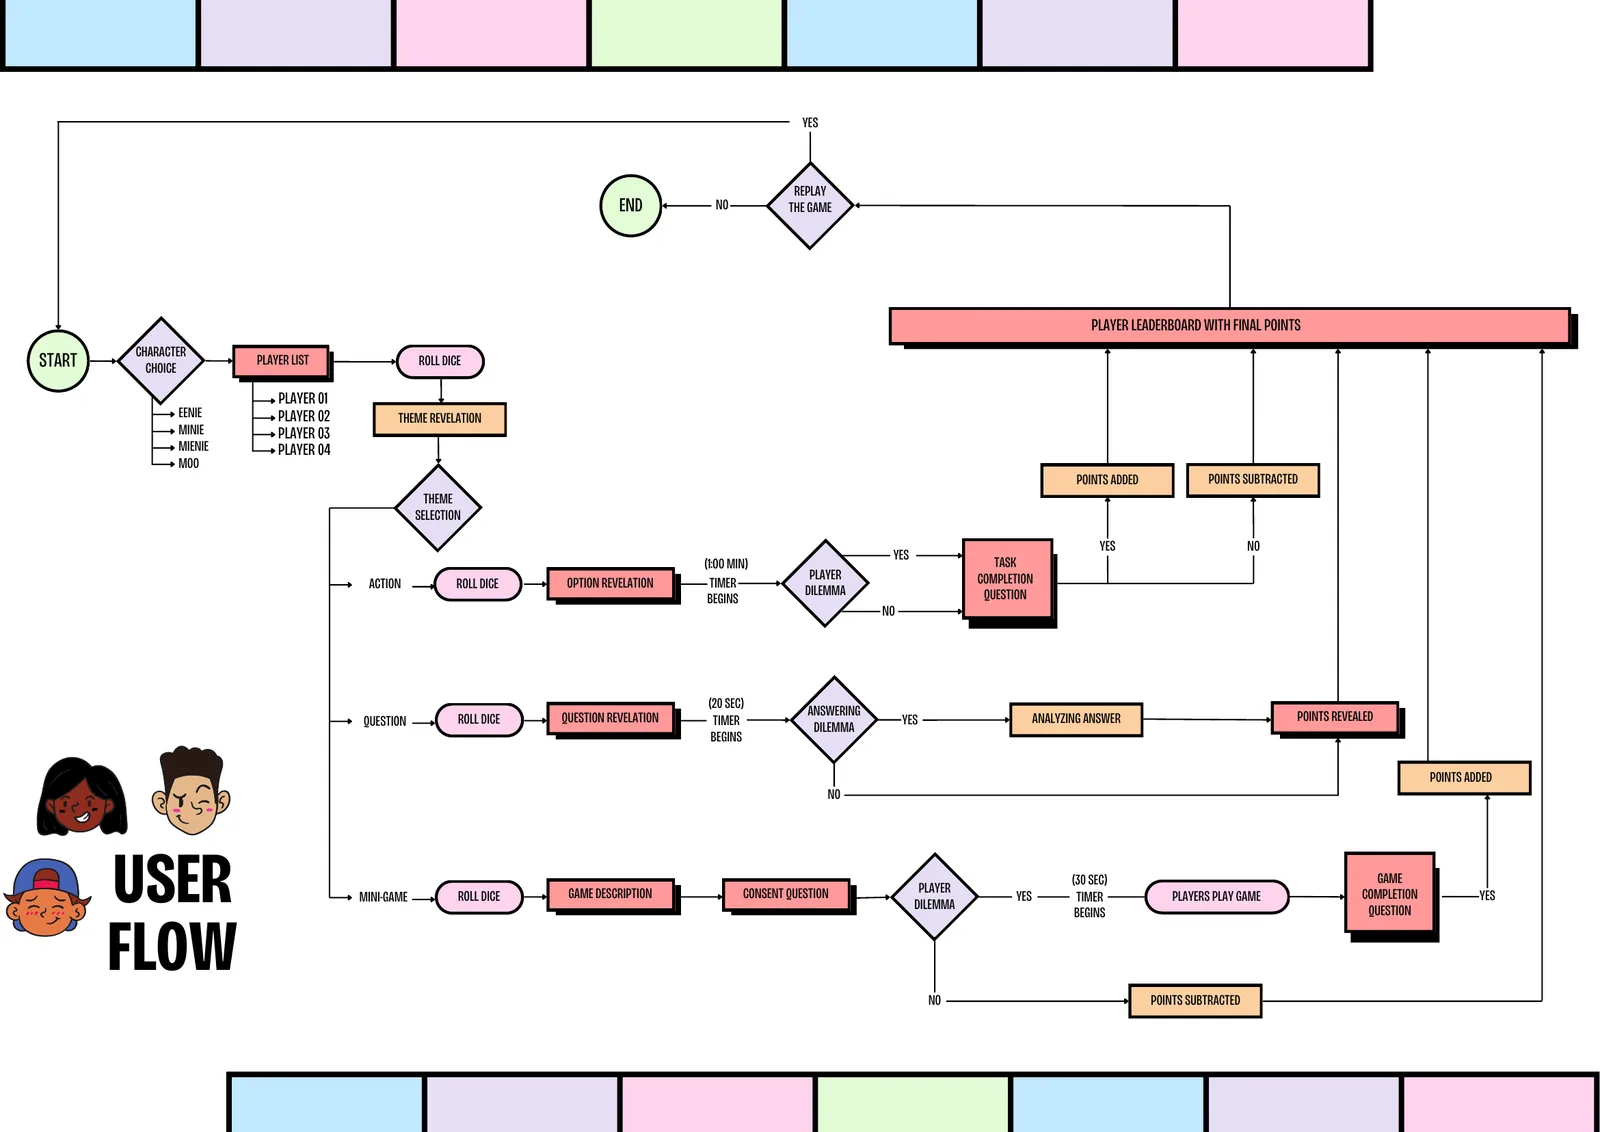 YES
REPLAY
THE GAME
NO
END
PLAYER LEADERBOARD WITH FINAL POINTS
START
CHARACTER
CHOICE
PLAYER LIST
ROLL DICE
EENIE
MINIE
MIENIE
MOO
PLAYER 01
PLAYER 02
PLAYER 03
PLAYER 04
THEME REVELATION
THEME
SELECTION
POINTS ADDED
POINTS SUBTRACTED
YES
NO
ACTION
ROLL DICE
OPTION REVELATION
(1:00 MIN)
TIMER
BEGINS
PLAYER
DILEMMA
YES
NO
TASK
COMPLETION
QUESTION
QUESTION
ROLL DICE
QUESTION REVELATION
(20 SEC)
TIMER
BEGINS
ANSWERING
DILEMMA
YES
NO
ANALYZING ANSWER
POINTS REVEALED
POINTS ADDED
MINI-GAME
ROLL DICE
GAME DESCRIPTION
CONSENT QUESTION
PLAYER
DILEMMA
YES
(30 SEC)
TIMER
BEGINS
PLAYERS PLAY GAME
GAME
COMPLETION
QUESTION
YES
NO
POINTS SUBTRACTED
USER
FLOW